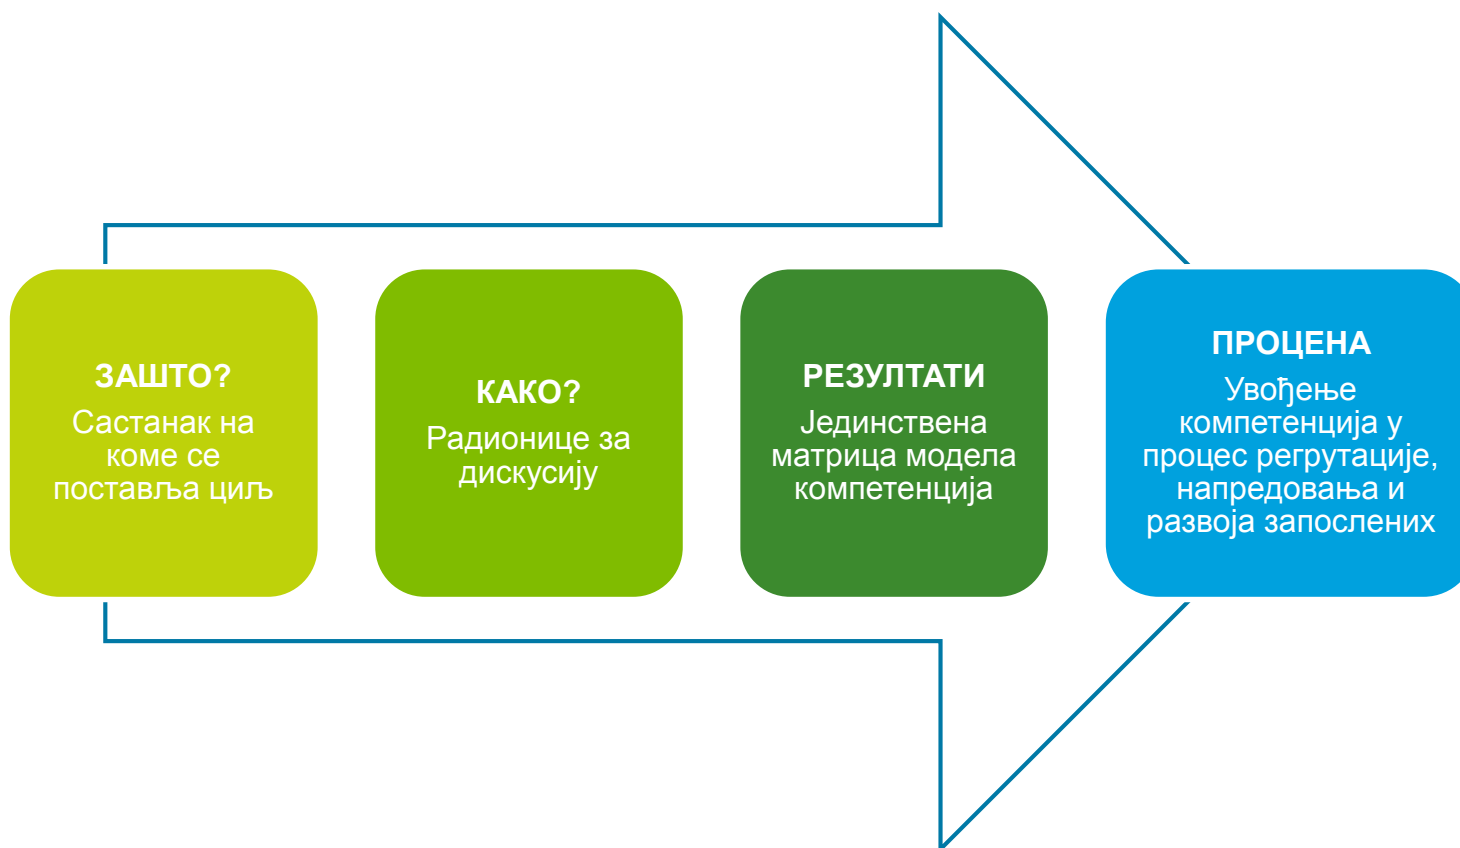 ЗАШТО?
Састанак на
коме се
поставља циљ
КАКО?
Радионице за
дискусију
РЕЗУЛТАТИ
Јединствена
матрица модела
компетенција
ПРОЦЕНА
Увођење
компетенција у
процес регрутације,
напредовања и
развоја запослених